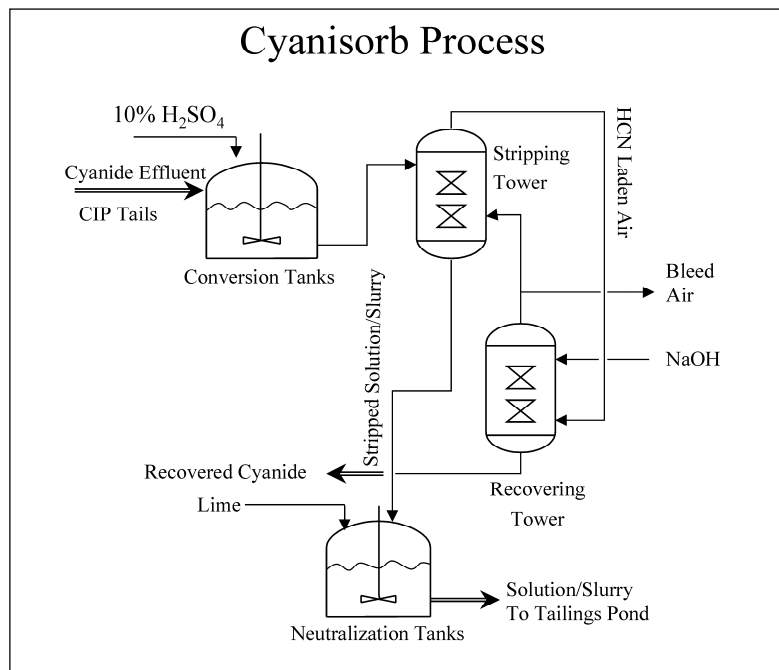 Cyanisorb Process
10% H₂SO₄
Cyanide Effluent
CIP Tails
Conversion Tanks
Stripping
Tower
HCN Laden Air
Bleed
Air
NaOH
Stripped Solution/Slurry
Recovered Cyanide
Recovering
Tower
Lime
Solution/Slurry
To Tailings Pond
Neutralization Tanks